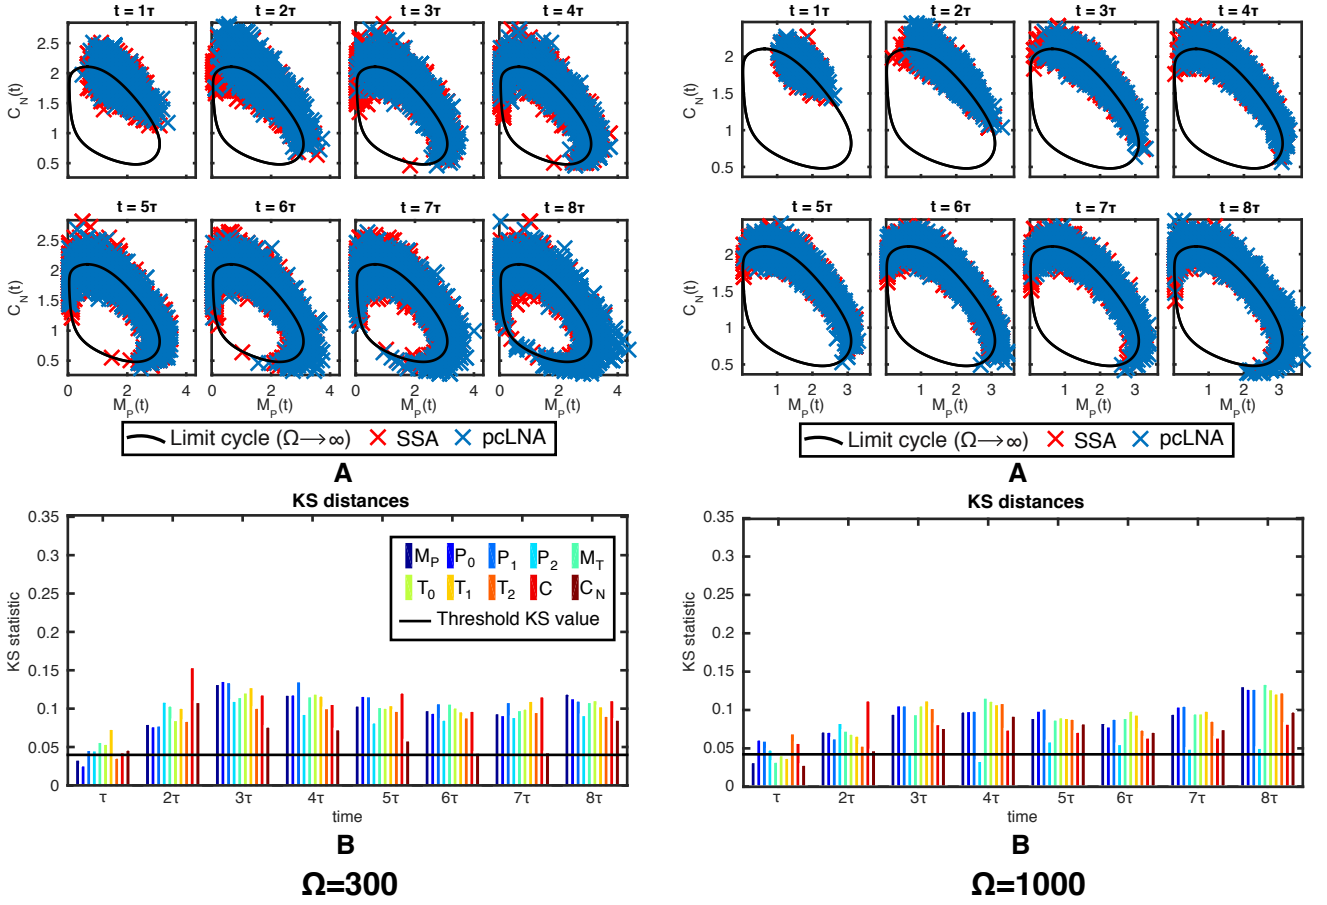 t = 1τ t = 2τ t = 3τ t = 4τ
C_N(t)
2.5
2
1.5
1
0.5
t = 5τ t = 6τ t = 7τ t = 8τ
C_N(t)
2.5
2
1.5
1
0.5
0 2 4 0 2 4 0 2 4 0 2 4
M_P(t) M_P(t) M_P(t) M_P(t)
Limit cycle (Ω→∞) SSA pcLNA
A
KS distances
KS statistic
0.35
0.3
0.25
0.2
0.15
0.1
0.05
0
M_P P_0 P_1 P_2 M_T
T_0 T_1 T_2 C C_N
Threshold KS value
τ 2τ 3τ 4τ 5τ 6τ 7τ 8τ
time
B
Ω=300
t = 1τ t = 2τ t = 3τ t = 4τ
C_N(t)
2
1.5
1
0.5
t = 5τ t = 6τ t = 7τ t = 8τ
C_N(t)
2
1.5
1
0.5
1 2 3 1 2 3 1 2 3 1 2 3
M_P(t) M_P(t) M_P(t) M_P(t)
Limit cycle (Ω→∞) SSA pcLNA
A
KS distances
KS statistic
0.35
0.3
0.25
0.2
0.15
0.1
0.05
0
τ 2τ 3τ 4τ 5τ 6τ 7τ 8τ
time
B
Ω=1000